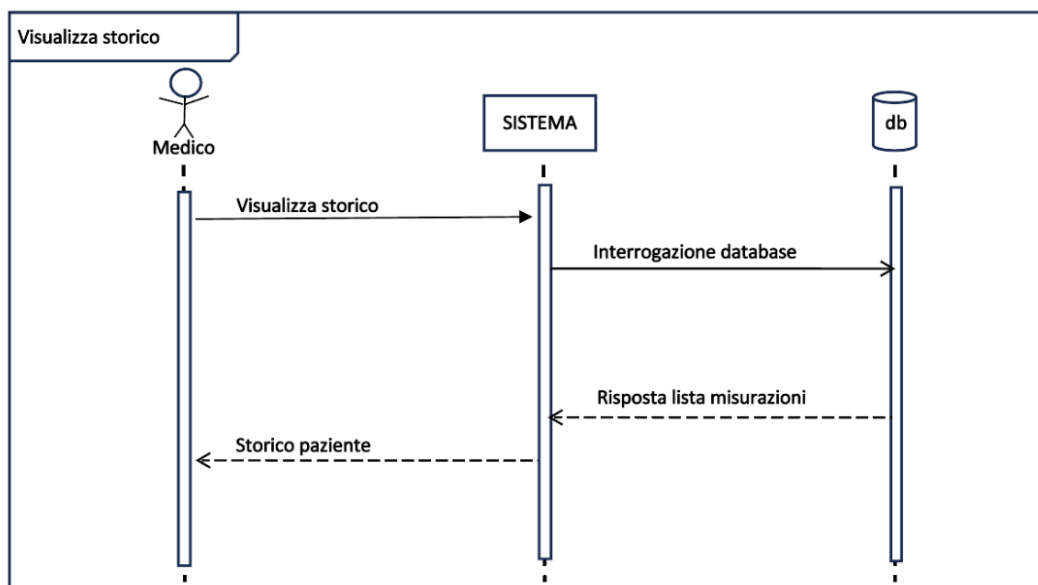 Visualizza storico
Medico
SISTEMA
db
Visualizza storico
Interrogazione database
Risposta lista misurazioni
Storico paziente